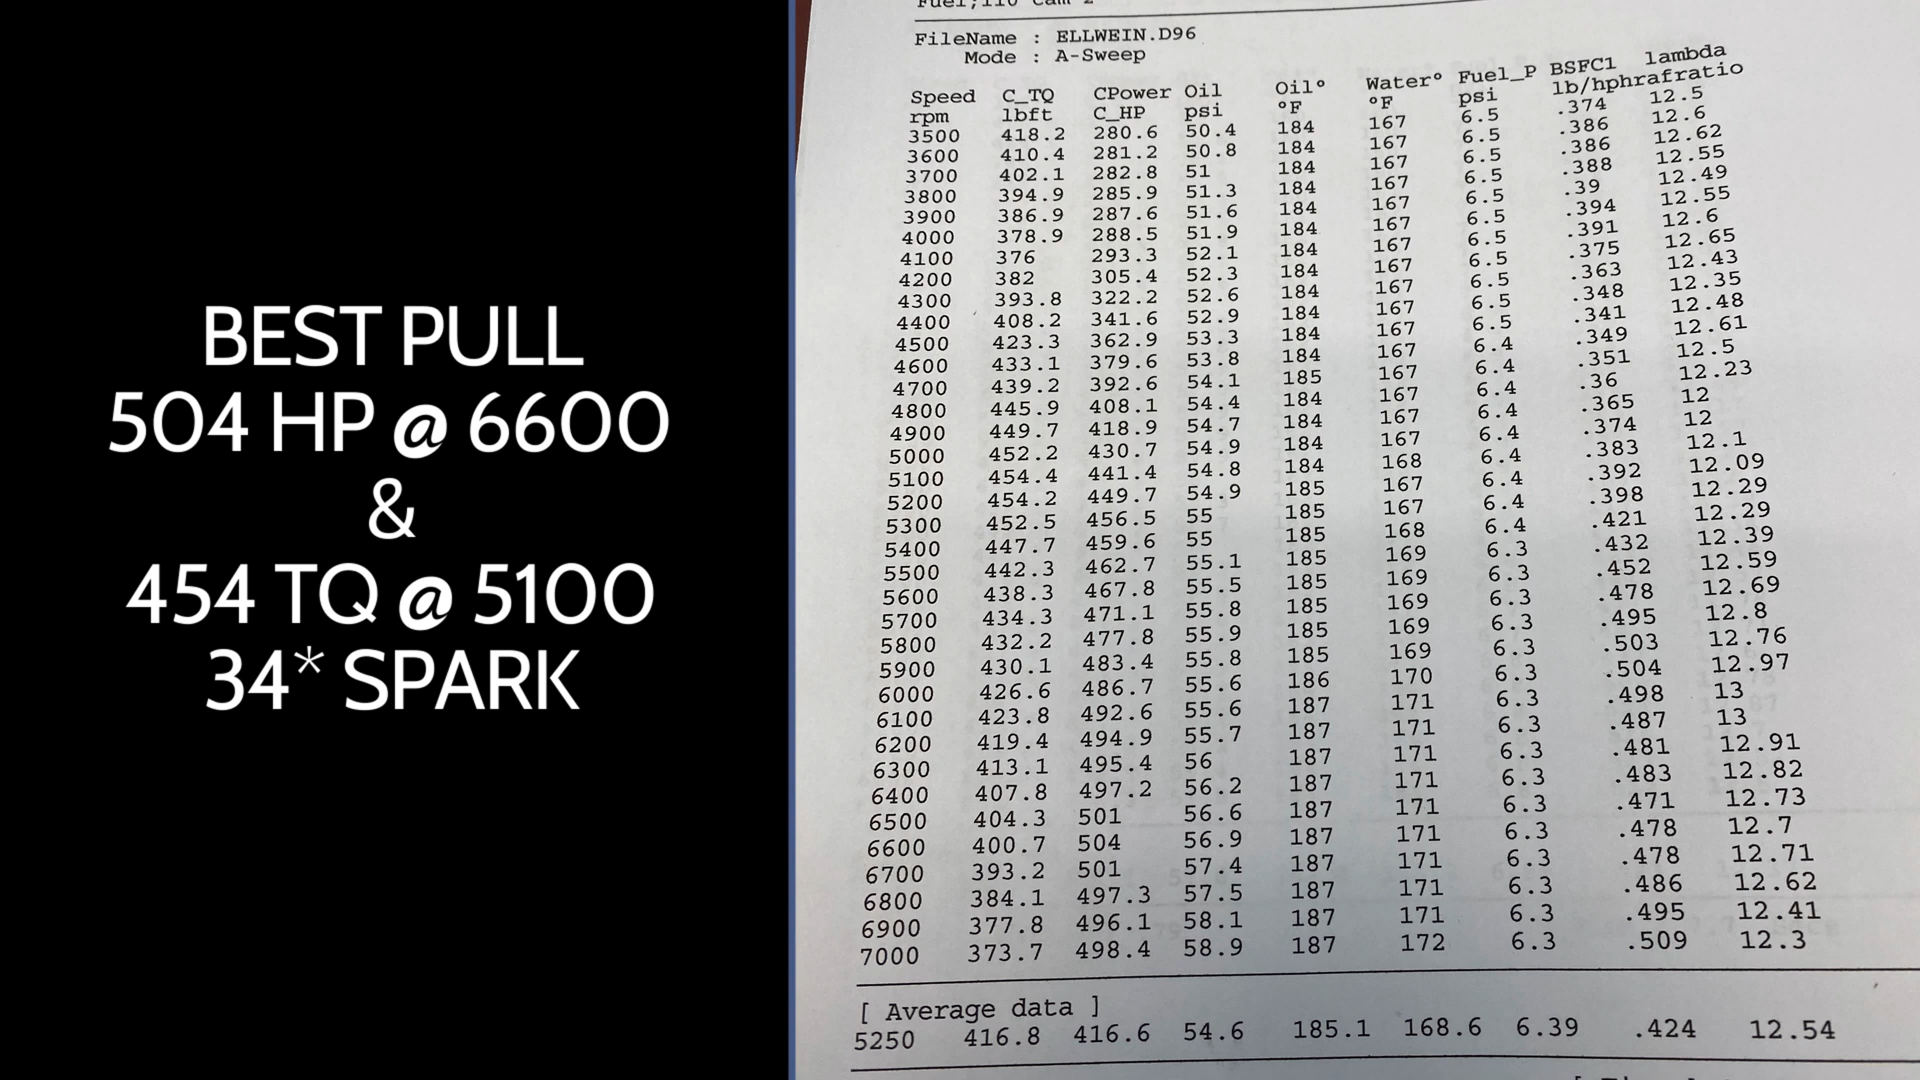 BEST PULL
504 HP @ 6600
&
454 TQ @ 5100
34* SPARK
FileName : ELLWEIN.D96
Mode : A-Sweep
Speed C_TQ CPower Oil Oil° Water° Fuel_P BSFC1 lambda
rpm lbft C_HP psi °F °F psi lb/hphrafratio
3500 418.2 280.6 50.4 184 167 6.5 .374 12.5
3600 410.4 281.2 50.8 184 167 6.5 .386 12.6
3700 402.1 282.8 51 184 167 6.5 .386 12.62
3800 394.9 285.9 51.3 184 167 6.5 .388 12.55
3900 386.9 287.6 51.6 184 167 6.5 .39 12.49
4000 378.9 288.5 51.9 184 167 6.5 .394 12.55
4100 376 293.3 52.1 184 167 6.5 .391 12.6
4200 382 305.4 52.3 184 167 6.5 .375 12.65
4300 393.8 322.2 52.6 184 167 6.5 .363 12.43
4400 408.2 341.6 52.9 184 167 6.5 .348 12.35
4500 423.3 362.9 53.3 184 167 6.5 .341 12.48
4600 433.1 379.6 53.8 184 167 6.4 .349 12.61
4700 439.2 392.6 54.1 185 167 6.4 .351 12.5
4800 445.9 408.1 54.4 184 167 6.4 .36 12.23
4900 449.7 418.9 54.7 184 167 6.4 .365 12
5000 452.2 430.7 54.9 184 167 6.4 .374 12
5100 454.4 441.4 54.8 184 168 6.4 .383 12.1
5200 454.2 449.7 54.9 185 167 6.4 .392 12.09
5300 452.5 456.5 55 185 167 6.4 .398 12.29
5400 447.7 459.6 55 185 168 6.4 .421 12.29
5500 442.3 462.7 55.1 185 169 6.3 .432 12.39
5600 438.3 467.8 55.5 185 169 6.3 .452 12.59
5700 434.3 471.1 55.8 185 169 6.3 .478 12.69
5800 432.2 477.8 55.9 185 169 6.3 .495 12.8
5900 430.1 483.4 55.8 185 169 6.3 .503 12.76
6000 426.6 486.7 55.6 186 170 6.3 .504 12.97
6100 423.8 492.6 55.6 187 171 6.3 .498 13
6200 419.4 494.9 55.7 187 171 6.3 .487 13
6300 413.1 495.4 56 187 171 6.3 .481 12.91
6400 407.8 497.2 56.2 187 171 6.3 .483 12.82
6500 404.3 501 56.6 187 171 6.3 .471 12.73
6600 400.7 504 56.9 187 171 6.3 .478 12.7
6700 393.2 501 57.4 187 171 6.3 .478 12.71
6800 384.1 497.3 57.5 187 171 6.3 .486 12.62
6900 377.8 496.1 58.1 187 171 6.3 .495 12.41
7000 373.7 498.4 58.9 187 172 6.3 .509 12.3
[ Average data ]
5250 416.8 416.6 54.6 185.1 168.6 6.39 .424 12.54